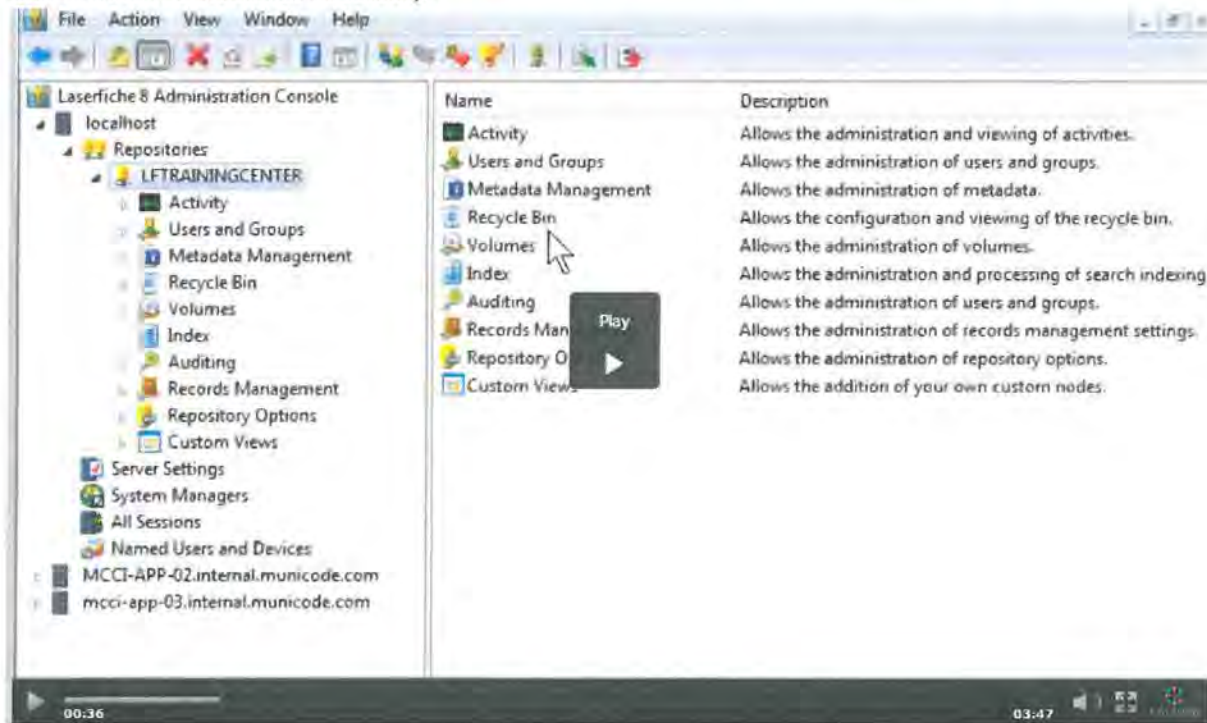 File Action View Window Help
Laserfiche 8 Administration Console
localhost
Repositories
LFTRAININGCENTER
Activity
Users and Groups
Metadata Management
Recycle Bin
Volumes
Index
Auditing
Records Management
Repository Options
Custom Views
Server Settings
System Managers
All Sessions
Named Users and Devices
MCCI-APP-02.internal.municode.com
mcci-app-03.internal.municode.com
Name Description
Activity Allows the administration and viewing of activities.
Users and Groups Allows the administration of users and groups.
Metadata Management Allows the administration of metadata.
Recycle Bin Allows the configuration and viewing of the recycle bin.
Volumes Allows the administration of volumes.
Index Allows the administration and processing of search indexing
Auditing Allows the administration of users and groups.
Records Man Allows the administration of records management settings.
Repository O Allows the administration of repository options.
Custom Views Allows the addition of your own custom nodes.
Play
00:36 03:47